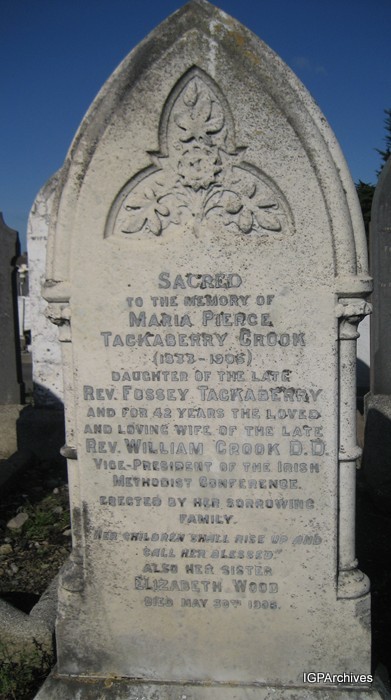 SACRED
TO THE MEMORY OF
MARIA PIERCE
TACKABERRY CROOK
DAUGHTER OF THE LATE
REV. FOSSEY TACKABERRY
AND FOR 42 YEARS THE LOVED
AND LOVING WIFE OF THE LATE
REV. WILLIAM CROOK D.D.
VICE-PRESIDENT OF THE IRISH
METHODIST CONFERENCE.
ERECTED BY HER SORROWING
FAMILY.
"HER CHILDREN SHALL RISE UP AND
CALL HER BLESSED."
ALSO HER SISTER
ELIZABETH WOOD
DIED MAY
IGPArchives